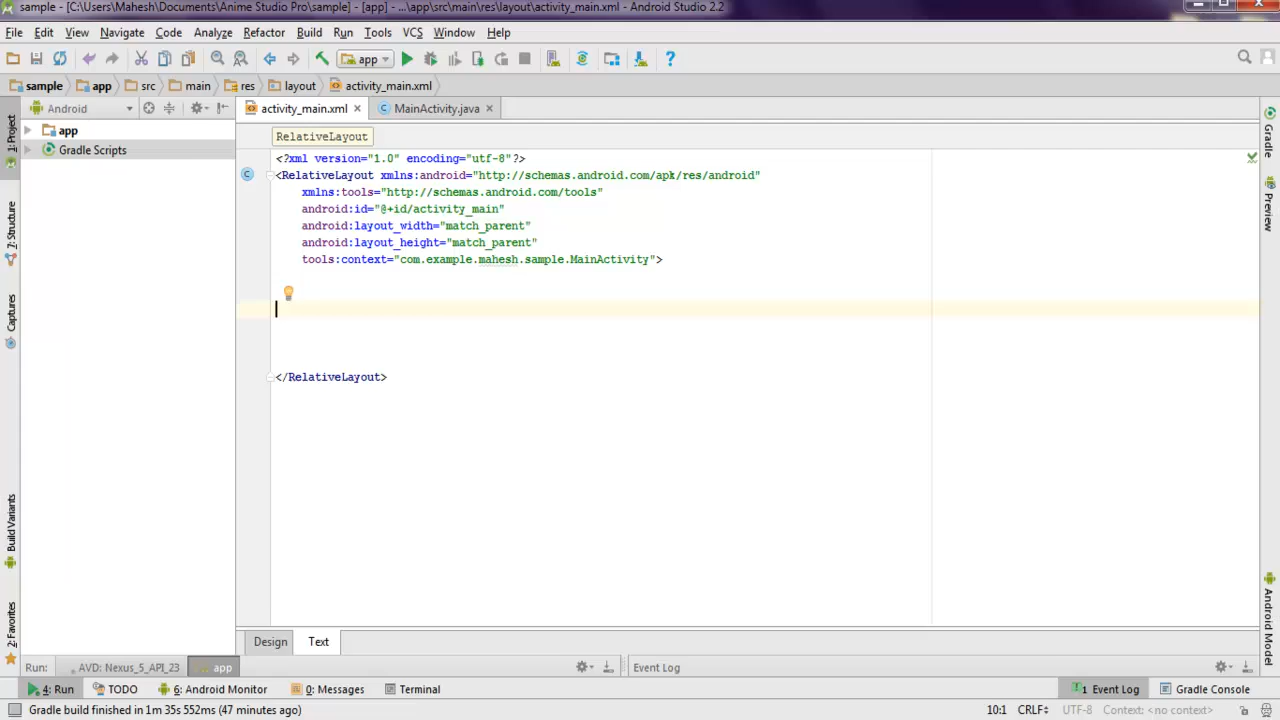 sample - [C:\Users\Mahesh\Documents\Anime Studio Pro\sample] - [app] - ...\app\src\main\res\layout\activity_main.xml - Android Studio 2.2
File Edit View Navigate Code Analyze Refactor Build Run Tools VCS Window Help
app
sample app src main res layout activity_main.xml
Android
activity_main.xml MainActivity.java
1: Project
7: Structure
Captures
Build Variants
2: Favorites
app
Gradle Scripts
RelativeLayout
<?xml version="1.0" encoding="utf-8"?>
<RelativeLayout xmlns:android="http://schemas.android.com/apk/res/android"
xmlns:tools="http://schemas.android.com/tools"
android:id="@+id/activity_main"
android:layout_width="match_parent"
android:layout_height="match_parent"
tools:context="com.example.mahesh.sample.MainActivity">
</RelativeLayout>
Gradle
Preview
Android Model
Design Text
Run: AVD: Nexus_5_API_23 app Event Log
4: Run TODO 6: Android Monitor 0: Messages Terminal 1 Event Log Gradle Console
Gradle build finished in 1m 35s 552ms (47 minutes ago) 10:1 CRLF UTF-8 Context: <no context>